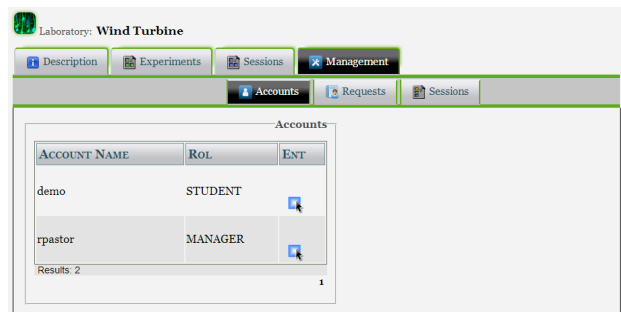 Laboratory: Wind Turbine
Description Experiments Sessions Management
Accounts Requests Sessions
Accounts
ACCOUNT NAME ROL ENT
demo STUDENT
rpastor MANAGER
Results: 2
1